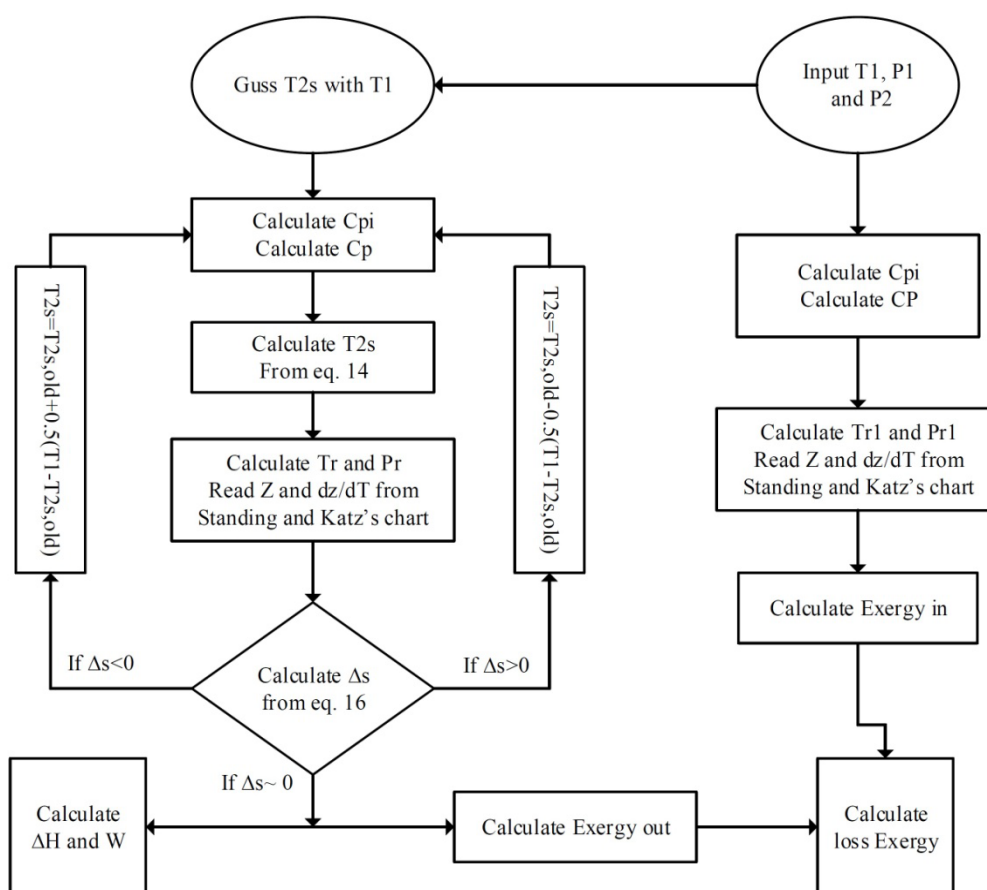 Guss T2s with T1
Input T1, P1
and P2
Calculate Cpi
Calculate Cp
Calculate T2s
From eq. 14
Calculate Tr and Pr
Read Z and dz/dT from
Standing and Katz’s chart
T2s=T2s,old+0.5(T1-T2s,old)
T2s=T2s,old-0.5(T1-T2s,old)
If Δs<0
Calculate Δs
from eq. 16
If Δs>0
If Δs~ 0
Calculate
ΔH and W
Calculate Exergy out
Calculate Cpi
Calculate CP
Calculate Tr1 and Pr1
Read Z and dz/dT from
Standing and Katz’s chart
Calculate Exergy in
Calculate
loss Exergy